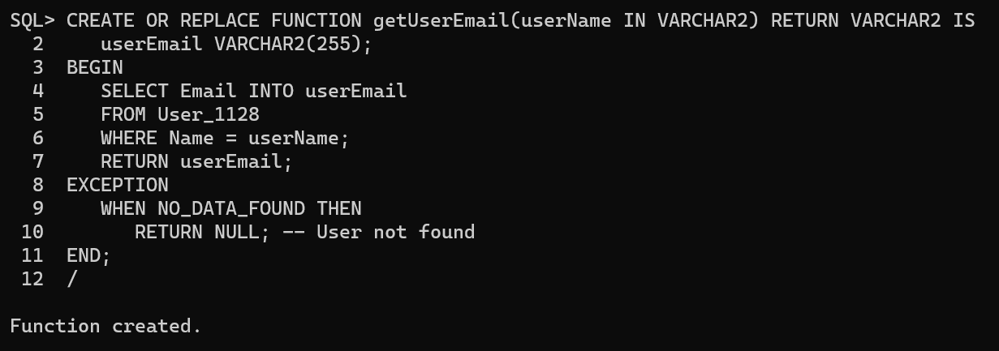 SQL> CREATE OR REPLACE FUNCTION getUserEmail(userName IN VARCHAR2) RETURN VARCHAR2 IS
  2     userEmail VARCHAR2(255);
  3  BEGIN
  4     SELECT Email INTO userEmail
  5     FROM User_1128
  6     WHERE Name = userName;
  7     RETURN userEmail;
  8  EXCEPTION
  9     WHEN NO_DATA_FOUND THEN
 10        RETURN NULL; -- User not found
 11  END;
 12  /
Function created.